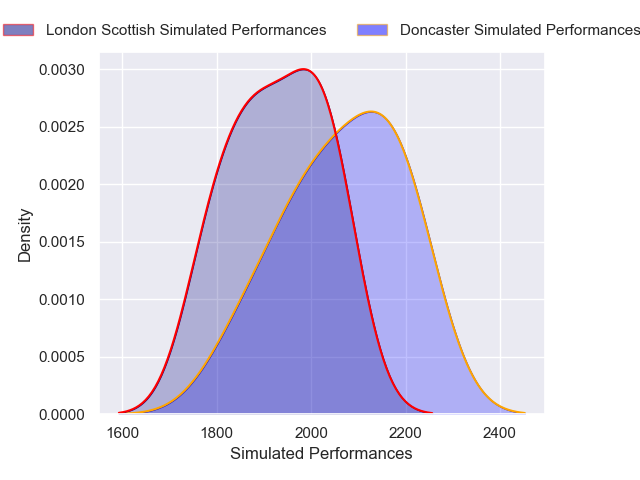 London Scottish Simulated Performances
Doncaster Simulated Performances
0.0030
0.0025
0.0020
0.0015
0.0010
0.0005
0.0000
Density
1600 1800 2000 2200 2400
Simulated Performances